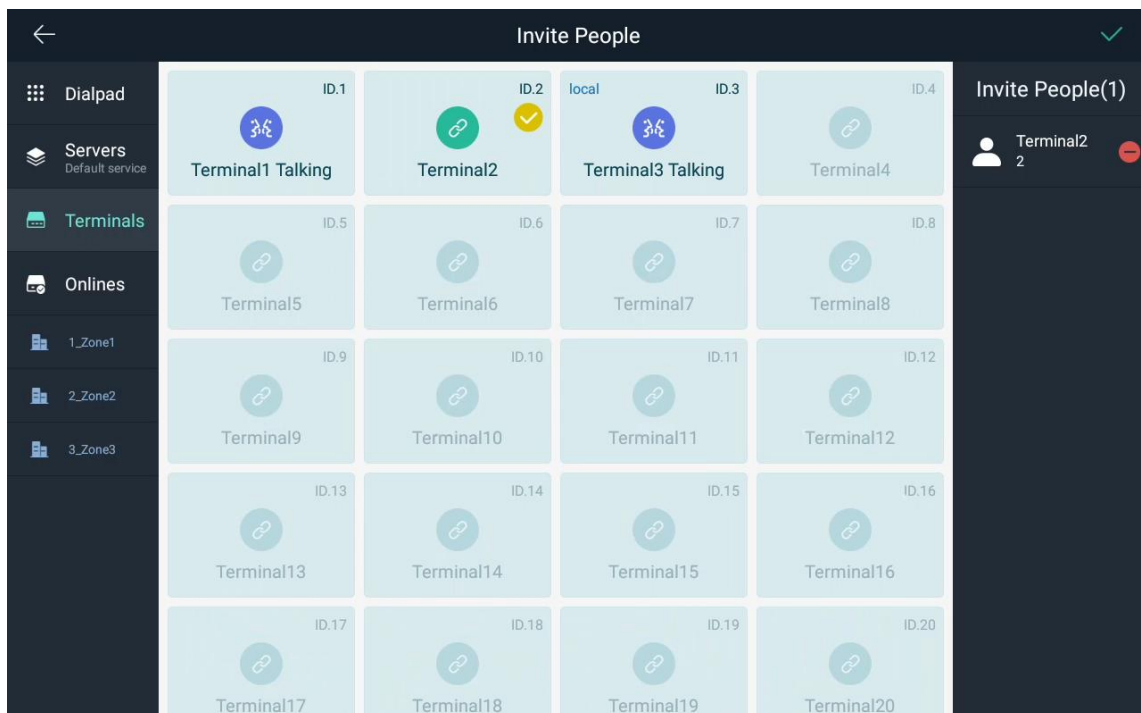 Invite People
Dialpad
Servers
Default service
Terminals
Onlines
1_Zone1
2_Zone2
3_Zone3
ID.1
Terminal1 Talking
ID.2
Terminal2
local ID.3
Terminal3 Talking
ID.4
Terminal4
ID.5
Terminal5
ID.6
Terminal6
ID.7
Terminal7
ID.8
Terminal8
ID.9
Terminal9
ID.10
Terminal10
ID.11
Terminal11
ID.12
Terminal12
ID.13
Terminal13
ID.14
Terminal14
ID.15
Terminal15
ID.16
Terminal16
ID.17
Terminal17
ID.18
Terminal18
ID.19
Terminal19
ID.20
Terminal20
Invite People(1)
Terminal2
2